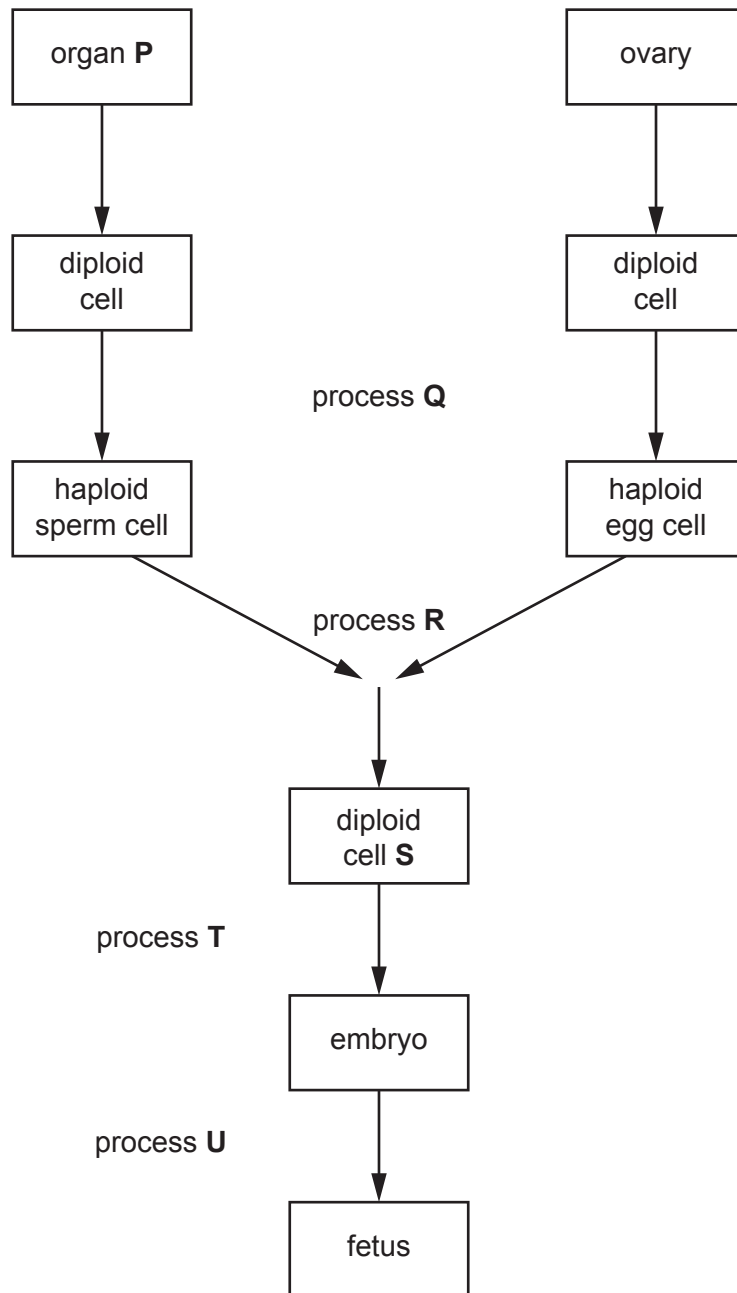 organ P
ovary
diploid
cell
diploid
cell
process Q
haploid
sperm cell
haploid
egg cell
process R
diploid
cell S
process T
embryo
process U
fetus